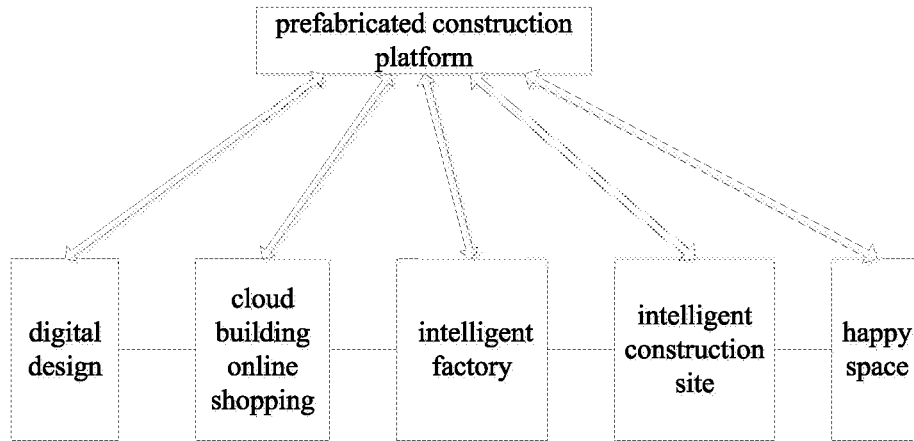 prefabricated construction
platform
digital
design
cloud
building
online
shopping
intelligent
factory
intelligent
construction
site
happy
space